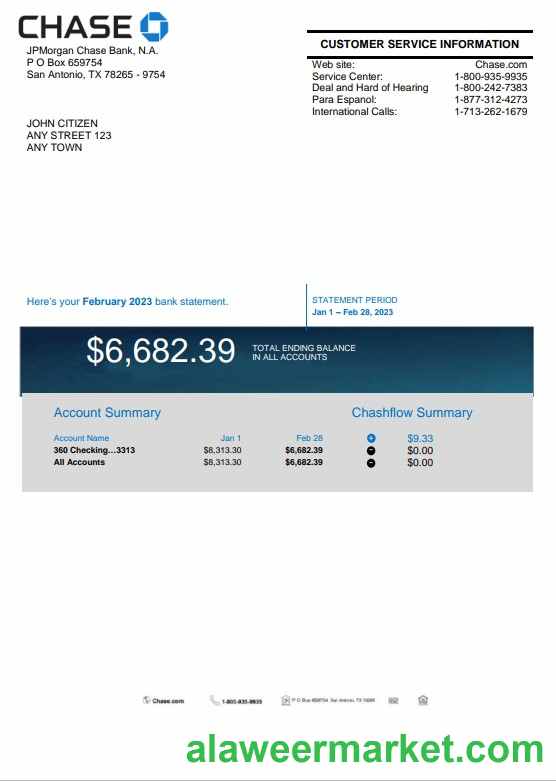 CHASE
JPMorgan Chase Bank, N.A.
P O Box 659754
San Antonio, TX 78265 - 9754
CUSTOMER SERVICE INFORMATION
Web site: Chase.com
Service Center: 1-800-935-9935
Deal and Hard of Hearing 1-800-242-7383
Para Espanol: 1-877-312-4273
International Calls: 1-713-262-1679
JOHN CITIZEN
ANY STREET 123
ANY TOWN
Here's your February 2023 bank statement.
STATEMENT PERIOD
Jan 1 – Feb 28, 2023
$6,682.39
TOTAL ENDING BALANCE
IN ALL ACCOUNTS
Account Summary
Account Name Jan 1 Feb 28
360 Checking...3313 $8,313.30 $6,682.39
All Accounts $8,313.30 $6,682.39
Chashflow Summary
+ $9.33
− $0.00
− $0.00
Chase.com 1-800-935-9935 P O Box 659754 San Antonio, TX 78265
alaweermarket.com